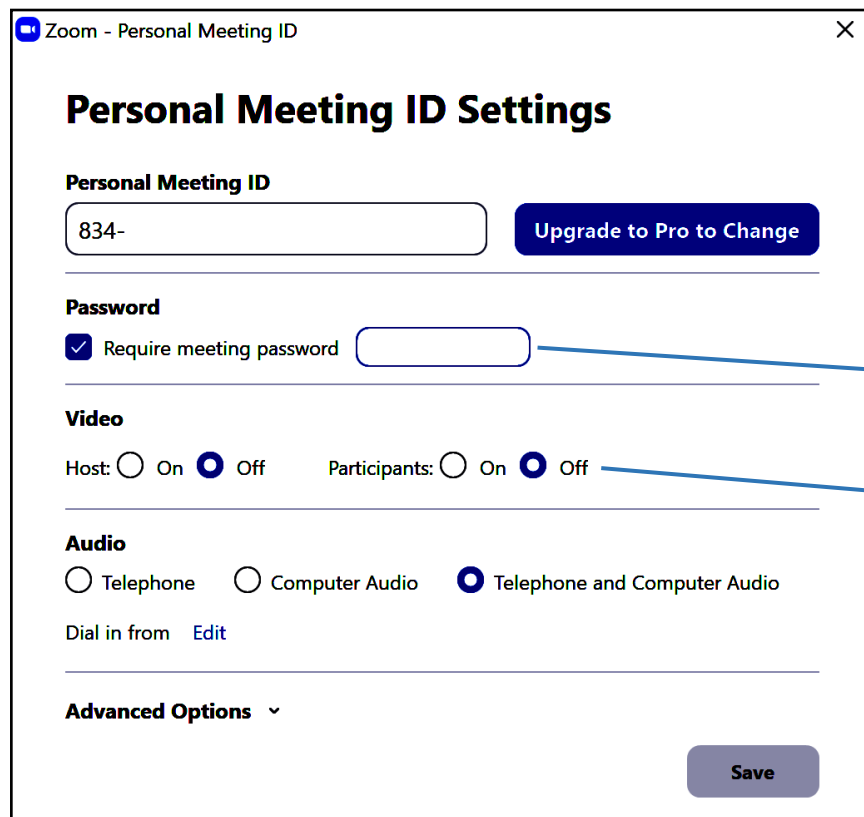 Zoom - Personal Meeting ID
Personal Meeting ID Settings
Personal Meeting ID
834- Upgrade to Pro to Change
Password
Require meeting password
Video
Host: On Off Participants: On Off
Audio
Telephone Computer Audio Telephone and Computer Audio
Dial in from Edit
Advanced Options
Save